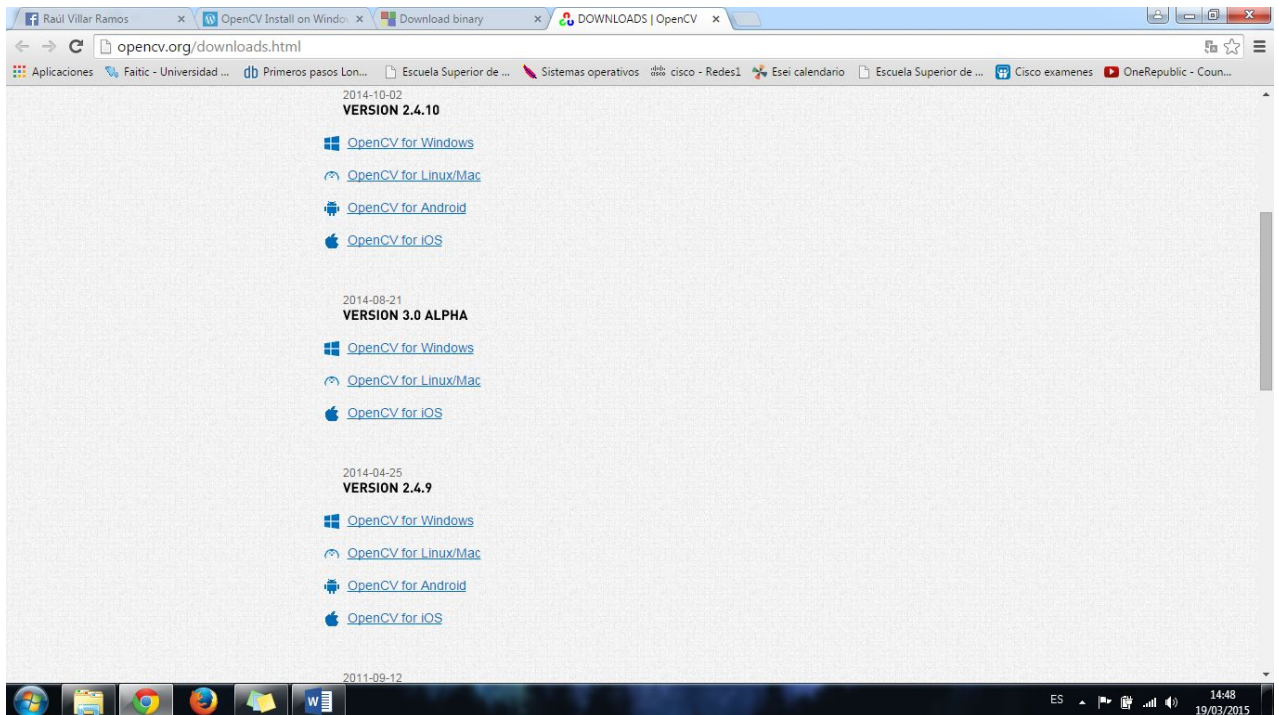 Raúl Villar Ramos
OpenCV Install on Windo
Download binary
DOWNLOADS | OpenCV
opencv.org/downloads.html
Aplicaciones Faitic - Universidad ... Primeros pasos Lon... Escuela Superior de ... Sistemas operativos cisco - Redes1 Esei calendario Escuela Superior de ... Cisco examenes OneRepublic - Coun...
2014-10-02
VERSION 2.4.10
OpenCV for Windows
OpenCV for Linux/Mac
OpenCV for Android
OpenCV for iOS
2014-08-21
VERSION 3.0 ALPHA
OpenCV for Windows
OpenCV for Linux/Mac
OpenCV for iOS
2014-04-25
VERSION 2.4.9
OpenCV for Windows
OpenCV for Linux/Mac
OpenCV for Android
OpenCV for iOS
2011-09-12
ES
14:48
19/03/2015